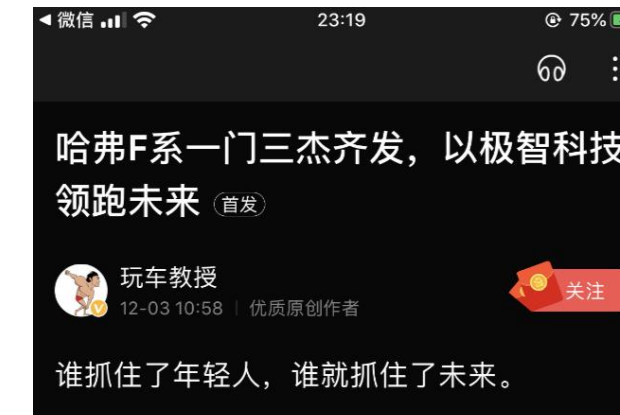 微信 23:19 75%
哈弗F系一门三杰齐发，以极智科技
领跑未来 首发
玩车教授
12-03 10:58 优质原创作者
关注
谁抓住了年轻人，谁就抓住了未来。